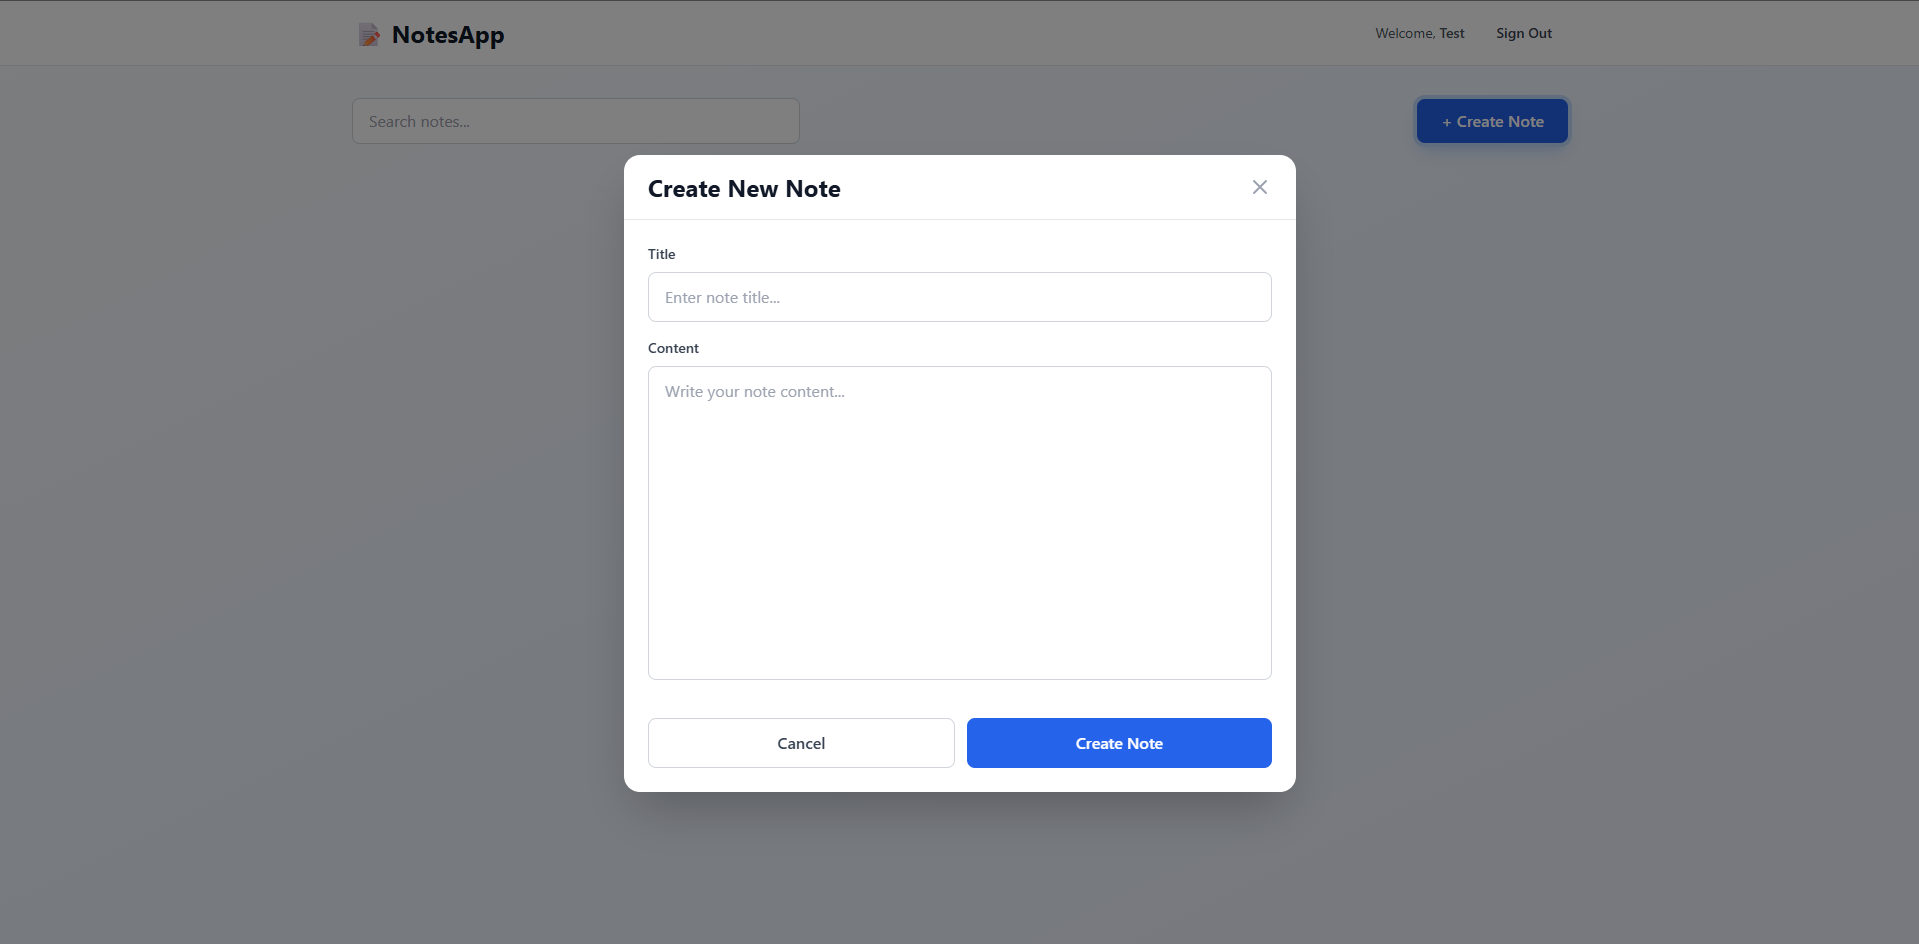 NotesApp
Welcome, Test
Sign Out
Search notes...
+ Create Note
Create New Note
Title
Enter note title...
Content
Write your note content...
Cancel
Create Note